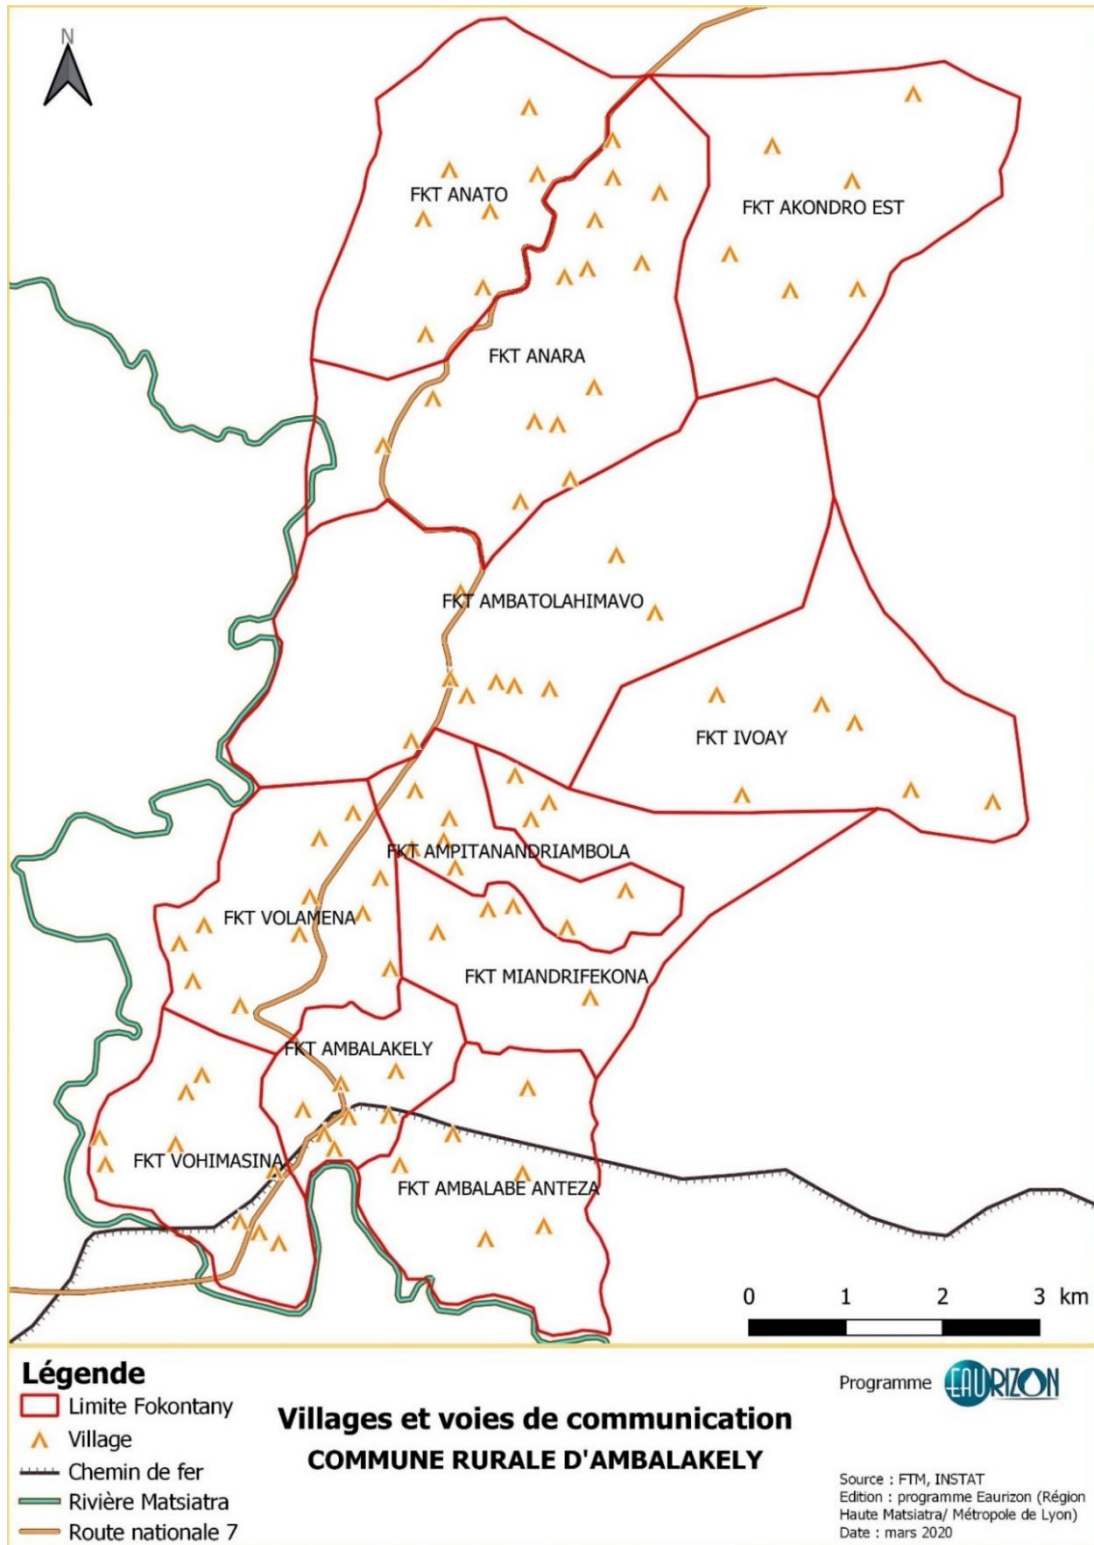 N
FKT ANATO
FKT AKONDRO EST
FKT ANARA
FKT AMBATOLAHIMAVO
FKT IVOAY
FKT AMPITANANDRIAMBOLA
FKT VOLAMENA
FKT MIANDRIFEKONA
FKT AMBALAKELY
FKT VOHIMASINA
FKT AMBALABE ANTEZA
0 1 2 3 km
Légende
Limite Fokontany
Village
Chemin de fer
Rivière Matsiatra
Route nationale 7
Villages et voies de communication
COMMUNE RURALE D'AMBALAKELY
Programme EAURIZON
Source : FTM, INSTAT
Edition : programme Eaurizon (Région
Haute Matsiatra/ Métropole de Lyon)
Date : mars 2020